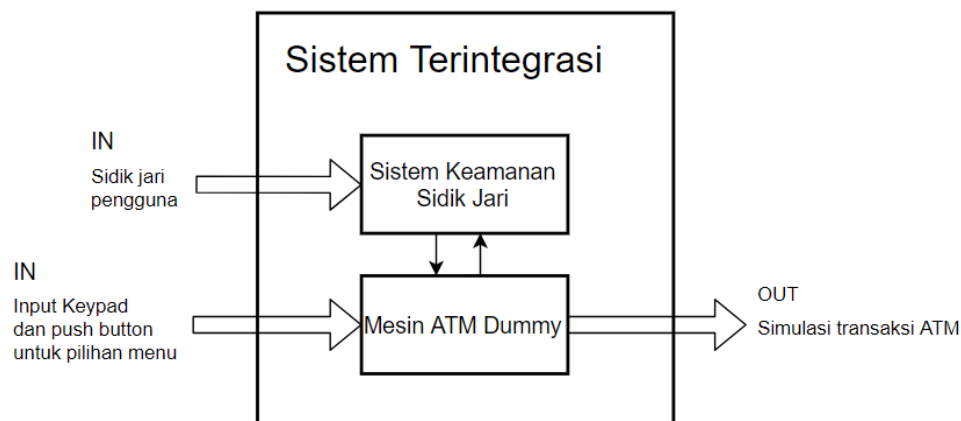 Sistem Terintegrasi
IN
Sidik jari
pengguna
Sistem Keamanan
Sidik Jari
IN
Input Keypad
dan push button
untuk pilihan menu
Mesin ATM Dummy
OUT
Simulasi transaksi ATM